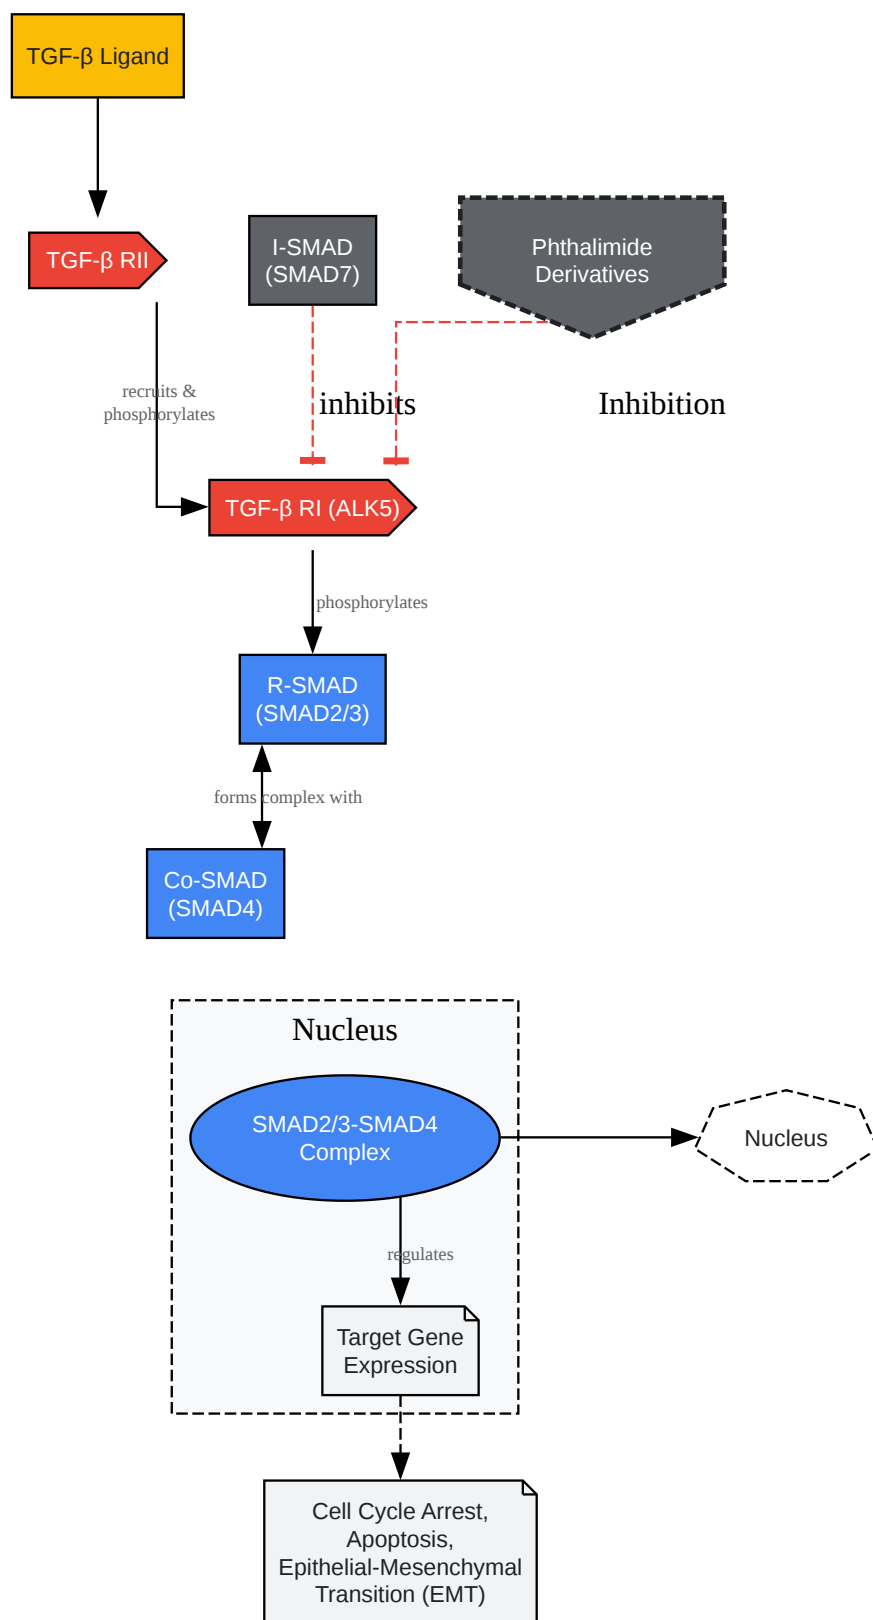 TGF-β Ligand
TGF-β RII
I-SMAD
(SMAD7)
Phthalimide
Derivatives
recruits &
phosphorylates
inhibits
Inhibition
TGF-β RI (ALK5)
phosphorylates
R-SMAD
(SMAD2/3)
forms complex with
Co-SMAD
(SMAD4)
Nucleus
SMAD2/3-SMAD4
Complex
Nucleus
regulates
Target Gene
Expression
Cell Cycle Arrest,
Apoptosis,
Epithelial-Mesenchymal
Transition (EMT)